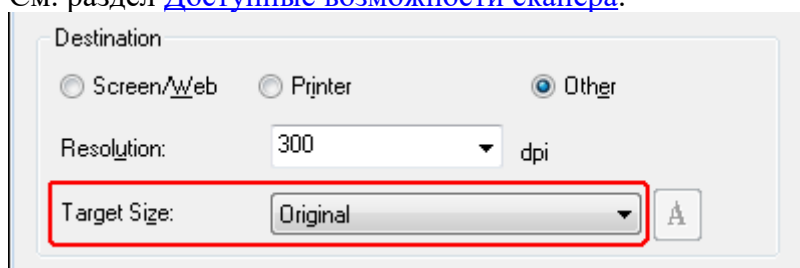 См. раздел Доступные возможности сканера.
Destination
Screen/Web Printer Other
Resolution: 300 dpi
Target Size: Original A